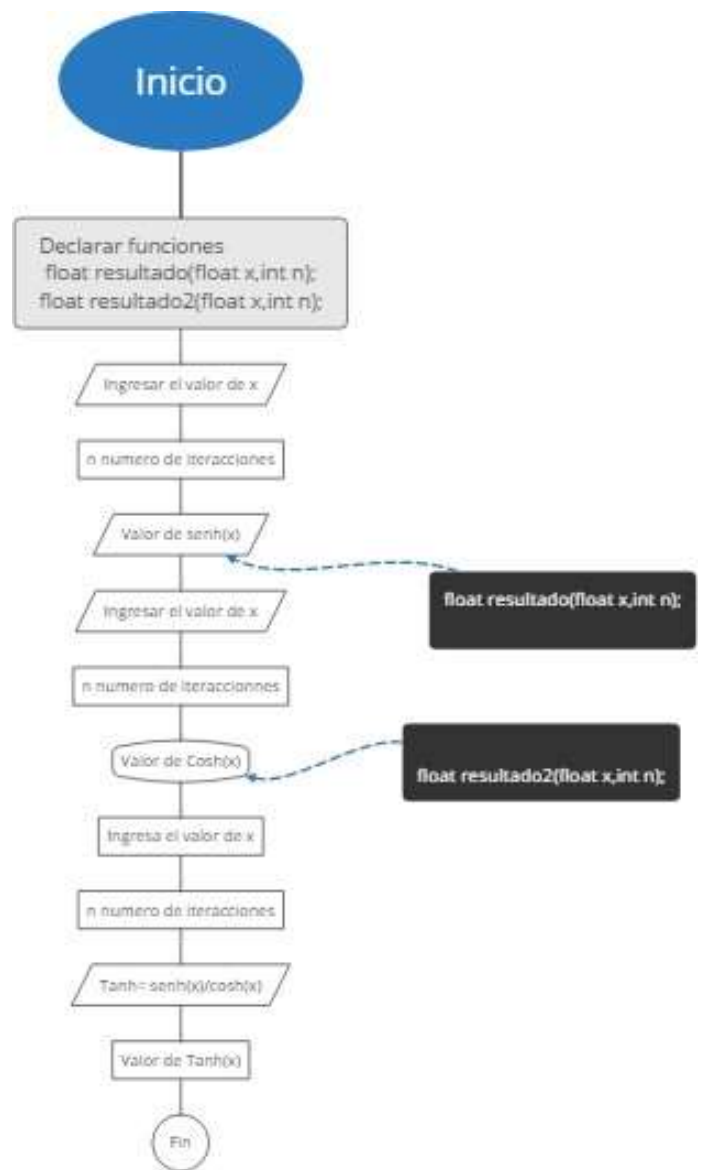 Inicio
Declarar funciones
float resultado(float x,int n);
float resultado2(float x,int n);
Ingresar el valor de x
n numero de iteracciones
Valor de senh(x)
float resultado(float x,int n);
Ingresar el valor de x
n numero de iteraccionnes
Valor de Cosh(x)
float resultado2(float x,int n);
Ingresa el valor de x
n numero de iteracciones
Tanh= senh(x)/cosh(x)
Valor de Tanh(x)
Fin